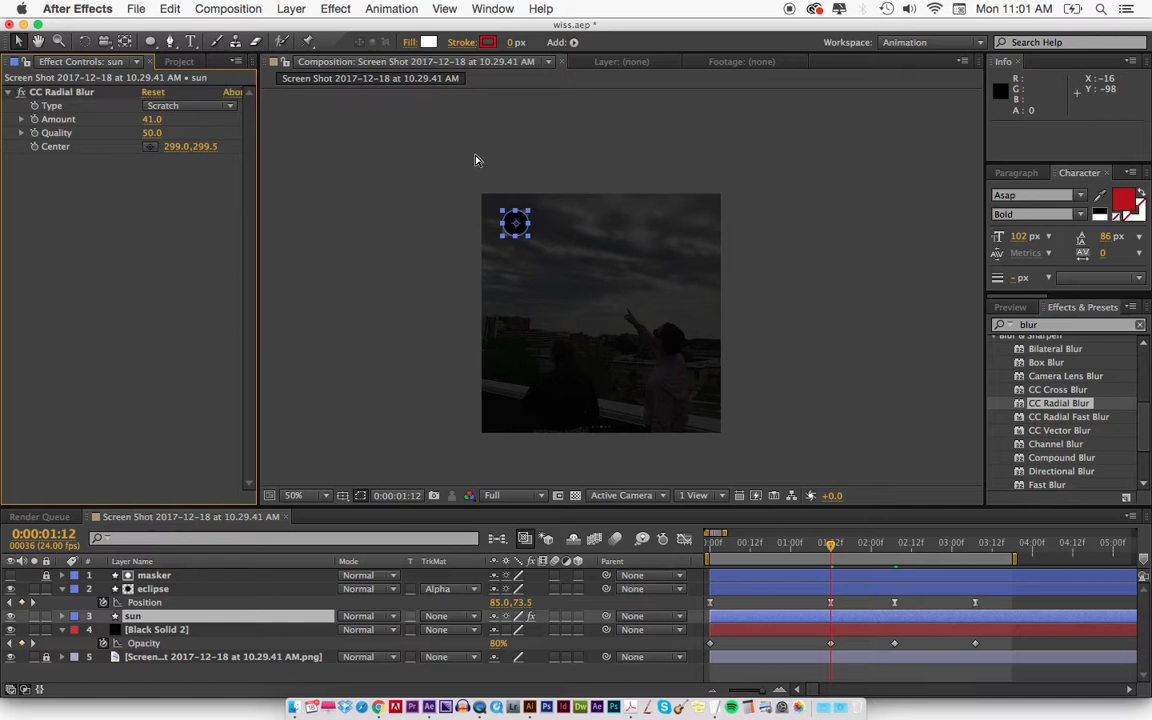 After Effects File Edit Composition Layer Effect Animation View Window Help Mon 11:01 AM
wiss.aep *
Fill: Stroke: 0 px Add: Workspace: Animation Search Help
Effect Controls: sun Project Composition: Screen Shot 2017-12-18 at 10.29.41 AM Layer: (none) Footage: (none) Info
Screen Shot 2017-12-18 at 10.29.41 AM • sun Screen Shot 2017-12-18 at 10.29.41 AM
R: X: -16
G: Y: -98
B:
A: 0
fx CC Radial Blur Reset Abou
Type Scratch
Amount 41.0
Quality 50.0
Center 299.0,299.5
Paragraph Character
Asap
Bold
102 px 86 px
Metrics 0
- px
Preview Effects & Presets
blur
Blur & Sharpen
Bilateral Blur
Box Blur
Camera Lens Blur
CC Cross Blur
CC Radial Blur
CC Radial Fast Blur
CC Vector Blur
Channel Blur
Compound Blur
Directional Blur
Fast Blur
50% 0:00:01:12 Full Active Camera 1 View +0.0
Render Queue Screen Shot 2017-12-18 at 10.29.41 AM
0:00:01:12
00036 (24.00 fps)
:00f 00:12f 01:00f 01:12f 02:00f 02:12f 03:00f 03:12f 04:00f 04:12f 05:00f
# Layer Name Mode T TrkMat Parent
1 masker Normal None
2 eclipse Normal Alpha None
Position 85.0,73.5
3 sun Normal None fx None
4 [Black Solid 2] Normal None None
Opacity 80%
5 [Screen...t 2017-12-18 at 10.29.41 AM.png] Normal None None